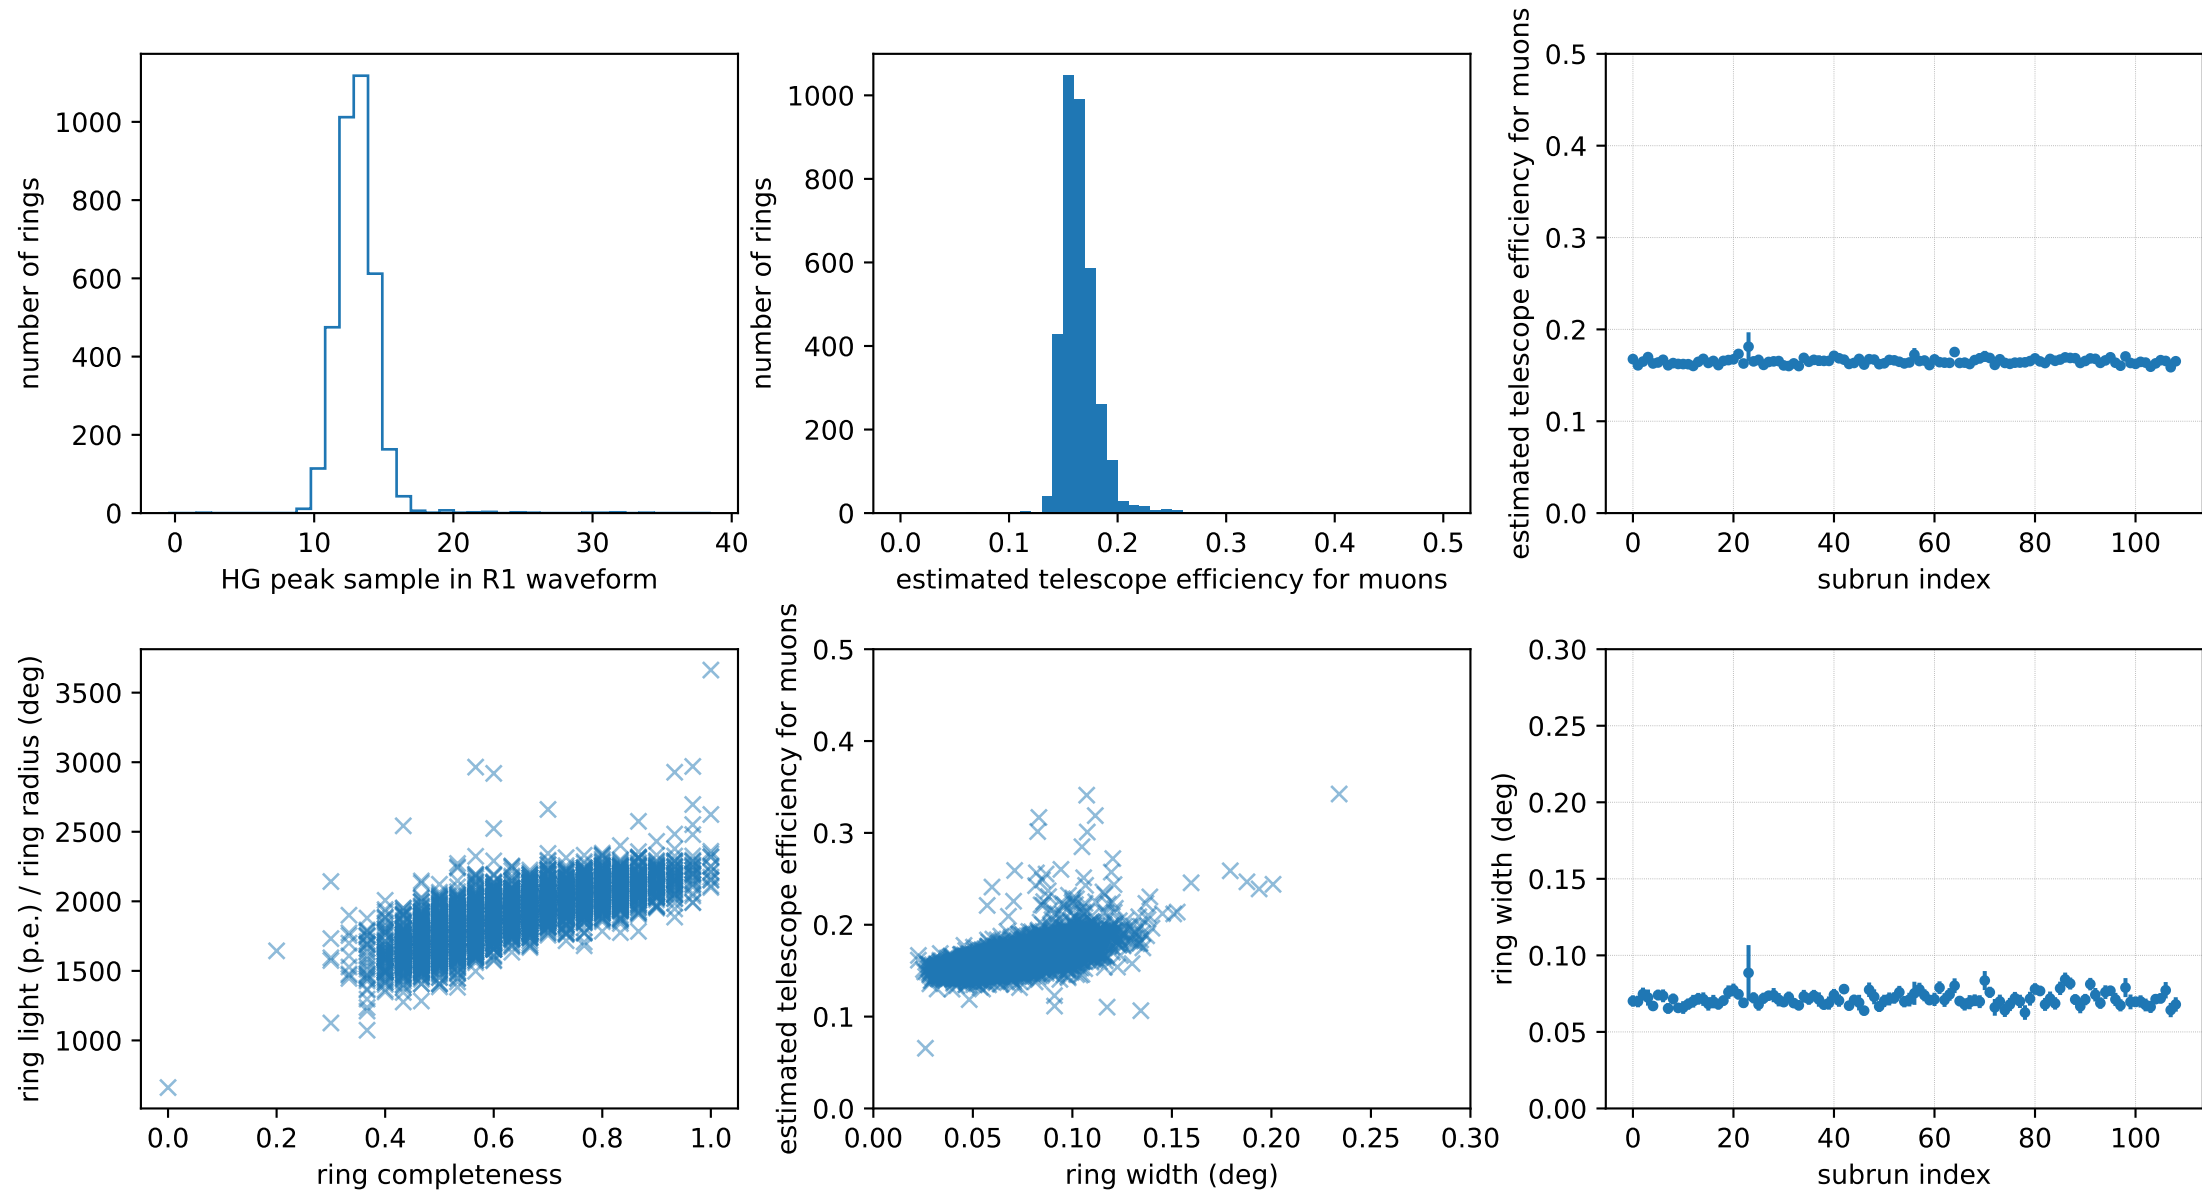 number of rings
1000
800
600
400
200
0
0 10 20 30 40
HG peak sample in R1 waveform
number of rings
1000
800
600
400
200
0
0.0 0.1 0.2 0.3 0.4 0.5
estimated telescope efficiency for muons
estimated telescope efficiency for muons
0.5
0.4
0.3
0.2
0.1
0.0
0 20 40 60 80 100
subrun index
ring light (p.e.) / ring radius (deg)
3500
3000
2500
2000
1500
1000
0.0 0.2 0.4 0.6 0.8 1.0
ring completeness
estimated telescope efficiency for muons
0.5
0.4
0.3
0.2
0.1
0.0
0.00 0.05 0.10 0.15 0.20 0.25 0.30
ring width (deg)
ring width (deg)
0.30
0.25
0.20
0.15
0.10
0.05
0.00
0 20 40 60 80 100
subrun index